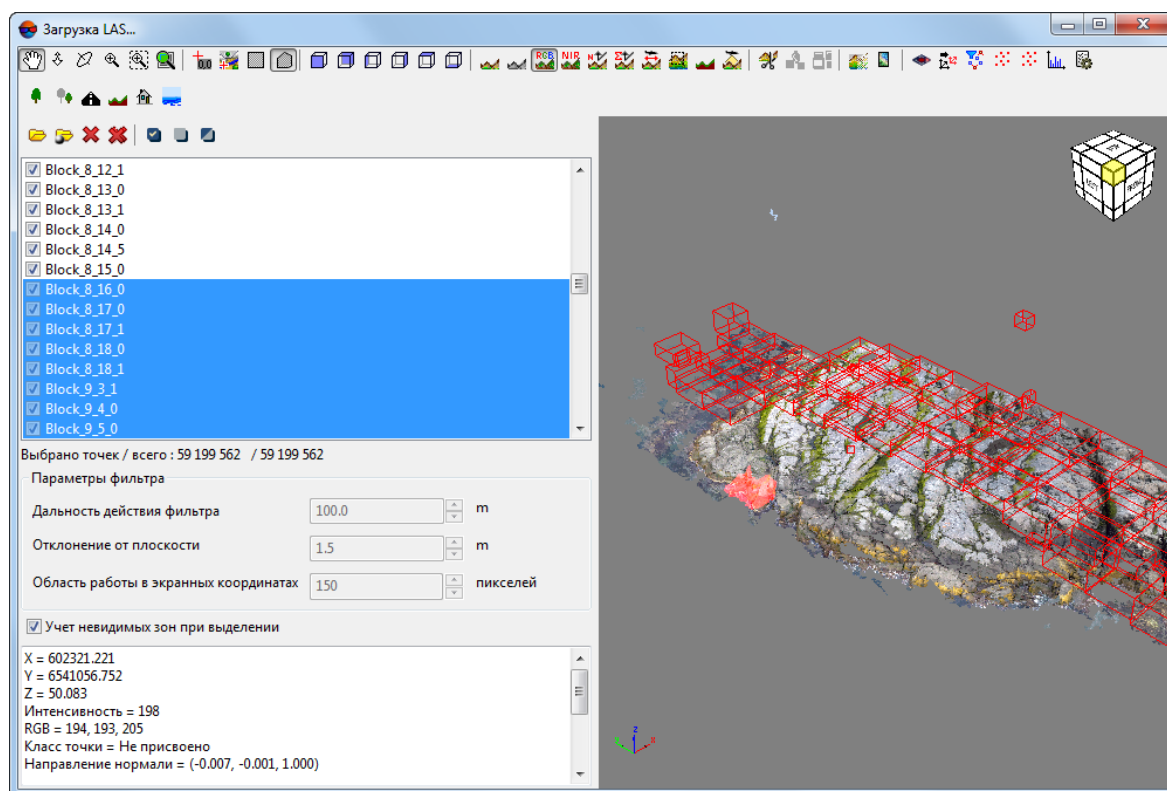 Загрузка LAS...
RGB NIR
Block_8_12_1
Block_8_13_0
Block_8_13_1
Block_8_14_0
Block_8_14_5
Block_8_15_0
Block_8_16_0
Block_8_17_0
Block_8_17_1
Block_8_18_0
Block_8_18_1
Block_9_3_1
Block_9_4_0
Block_9_5_0
Выбрано точек / всего : 59 199 562 / 59 199 562
Параметры фильтра
Дальность действия фильтра 100.0 m
Отклонение от плоскости 1.5 m
Область работы в экранных координатах 150 пикселей
Учет невидимых зон при выделении
X = 602321.221
Y = 6541056.752
Z = 50.083
Интенсивность = 198
RGB = 194, 193, 205
Класс точки = Не присвоено
Направление нормали = (-0.007, -0.001, 1.000)
z
y
x